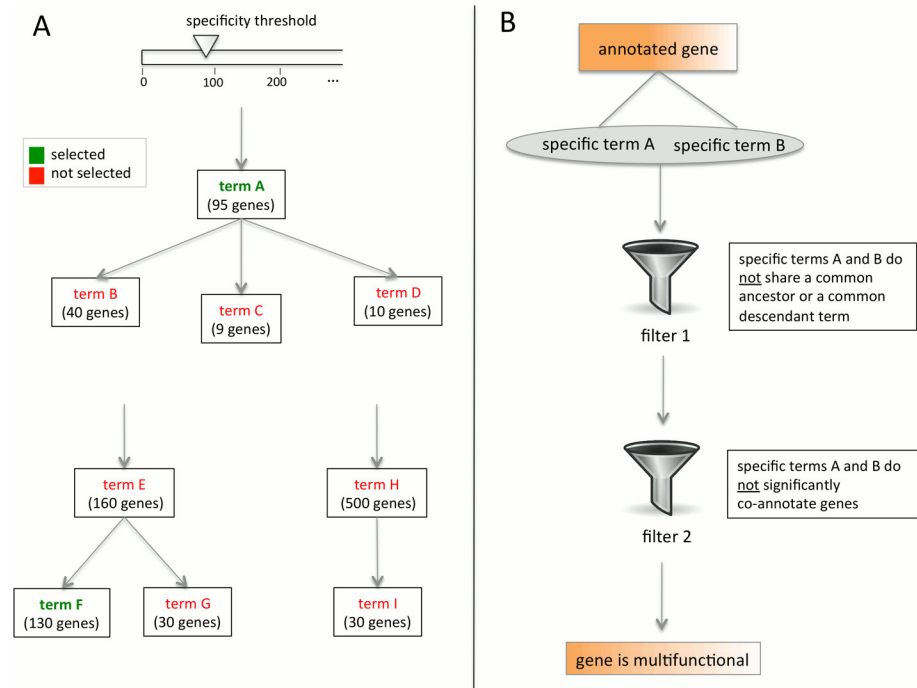 A
specificity threshold
0 100 200 ...
selected
not selected
term A
(95 genes)
term B
(40 genes)
term C
(9 genes)
term D
(10 genes)
term E
(160 genes)
term H
(500 genes)
term F
(130 genes)
term G
(30 genes)
term I
(30 genes)
B
annotated gene
specific term A specific term B
filter 1
specific terms A and B do
not share a common
ancestor or a common
descendant term
filter 2
specific terms A and B do
not significantly
co-annotate genes
gene is multifunctional